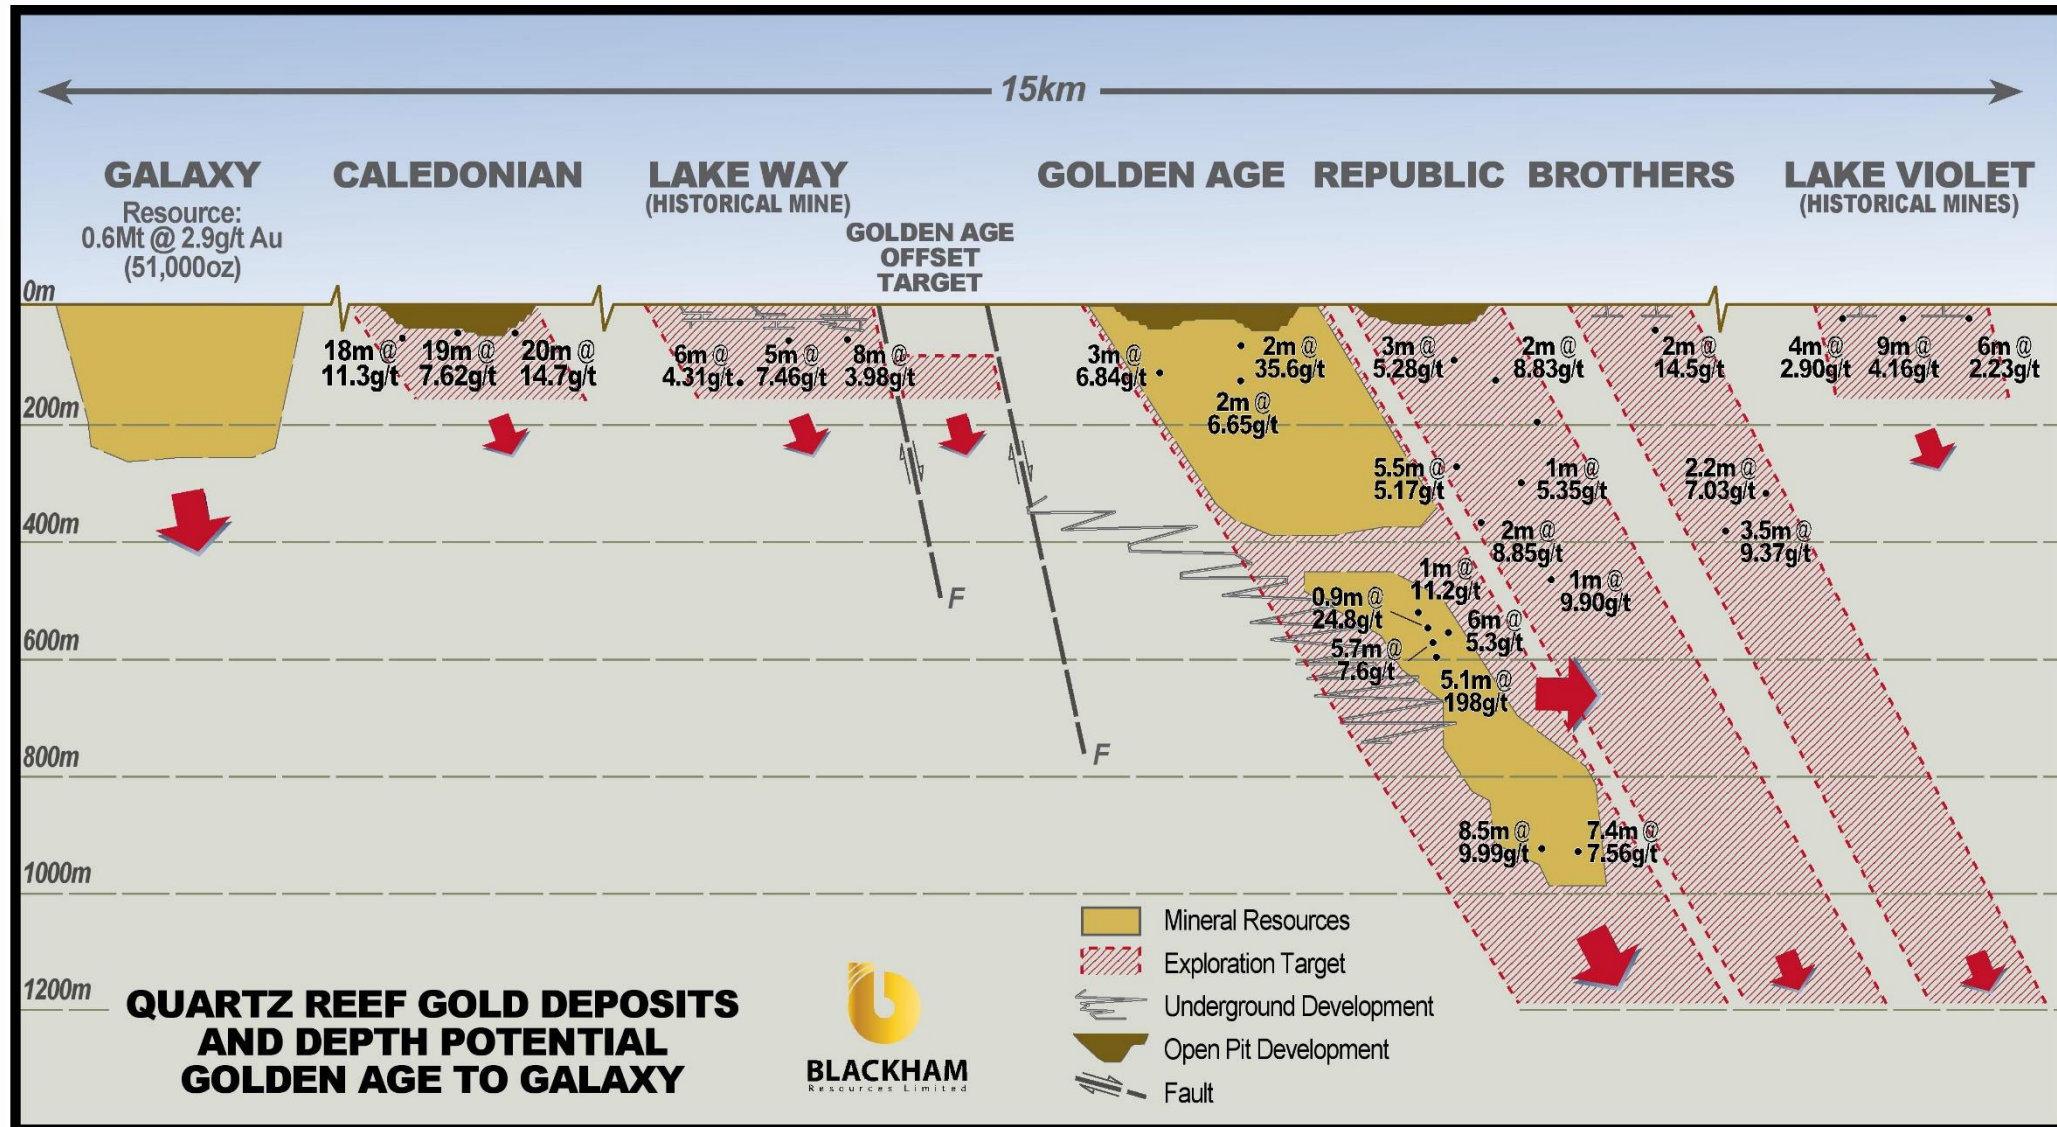 15km
GALAXY
Resource:
0.6Mt @ 2.9g/t Au
(51,000oz)
CALEDONIAN
LAKE WAY
(HISTORICAL MINE)
GOLDEN AGE
OFFSET
TARGET
GOLDEN AGE
REPUBLIC
BROTHERS
LAKE VIOLET
(HISTORICAL MINES)
0m
18m @
11.3g/t
19m @
7.62g/t
20m @
14.7g/t
6m @
4.31g/t
5m @
7.46g/t
8m @
3.98g/t
3m @
6.84g/t
2m @
35.6g/t
2m @
6.65g/t
3m @
5.28g/t
2m @
8.83g/t
2m @
14.5g/t
4m @
2.90g/t
9m @
4.16g/t
6m @
2.23g/t
200m
5.5m @
5.17g/t
1m @
5.35g/t
2.2m @
7.03g/t
400m
2m @
8.85g/t
3.5m @
9.37g/t
1m @
11.2g/t
1m @
9.90g/t
0.9m @
24.8g/t
6m @
5.3g/t
F
600m
5.7m @
7.6g/t
5.1m @
198g/t
F
800m
8.5m @
9.99g/t
7.4m @
7.56g/t
1000m
1200m
QUARTZ REEF GOLD DEPOSITS
AND DEPTH POTENTIAL
GOLDEN AGE TO GALAXY
BLACKHAM
Resources Limited
Mineral Resources
Exploration Target
Underground Development
Open Pit Development
Fault